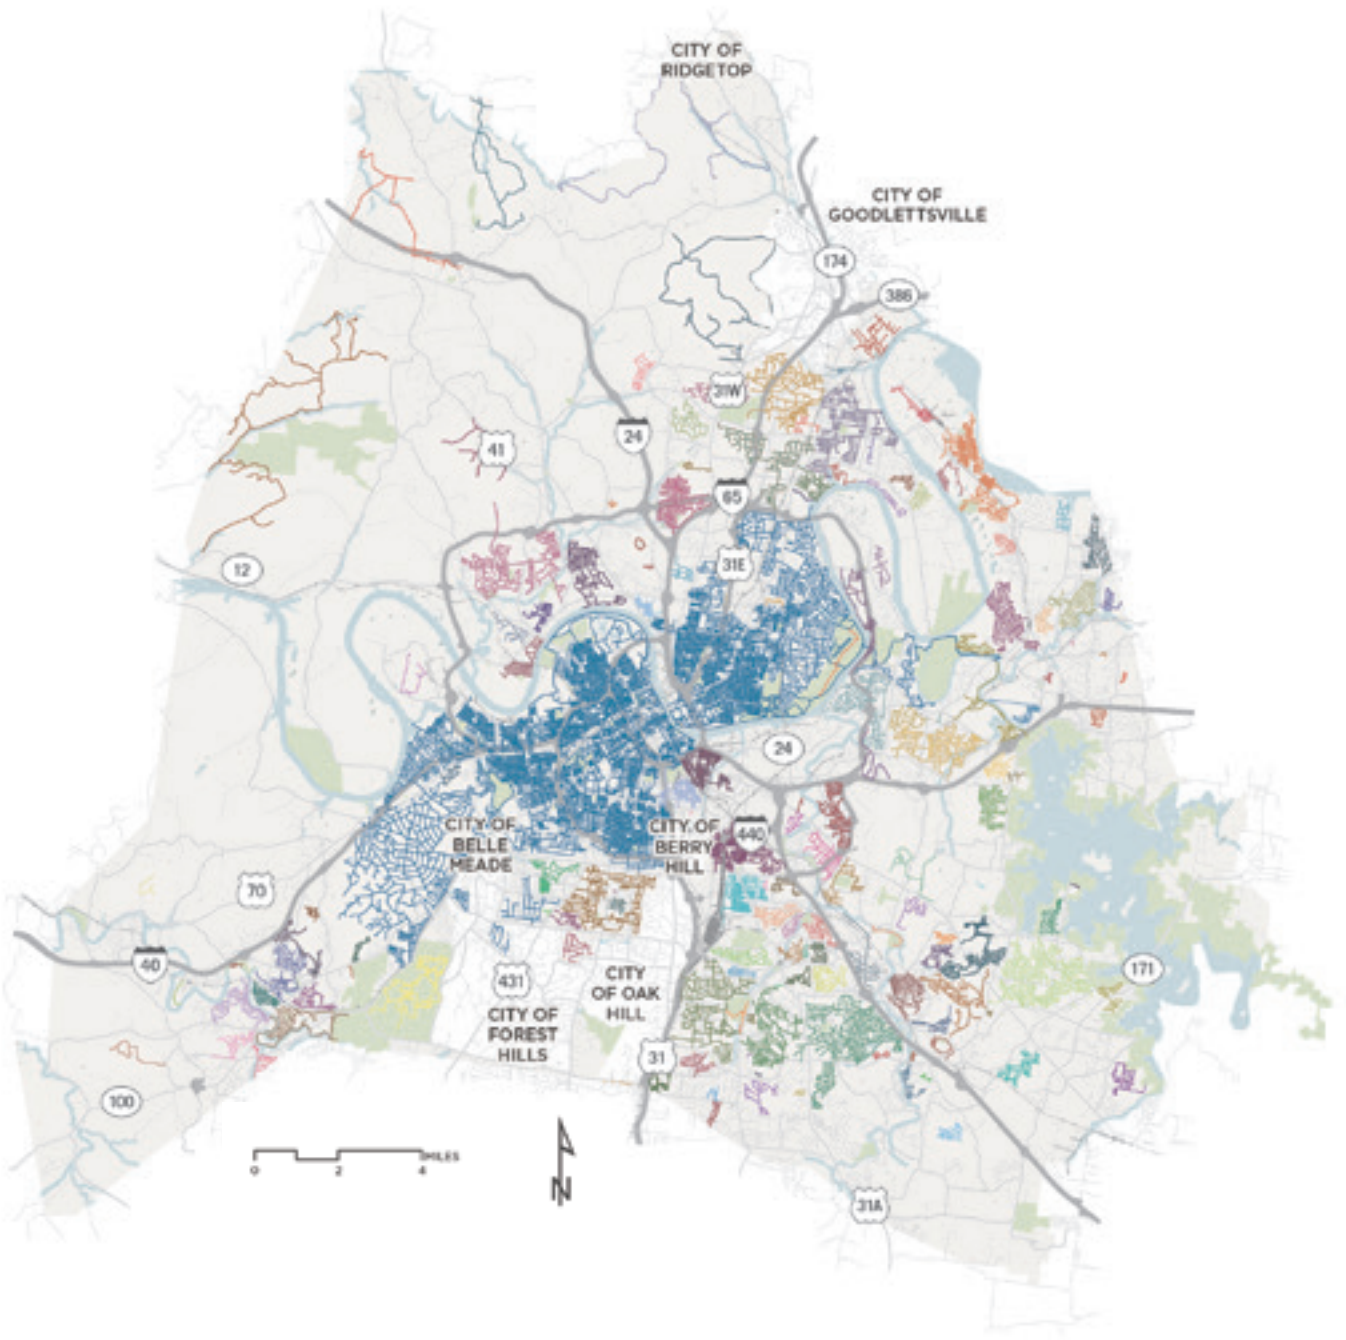 CITY OF
RIDGETOP
CITY OF
GOODLETTSVILLE
174
386
31W
24
41
65
31E
12
24
CITY OF
BELLE
MEADE
CITY OF
BERRY
HILL
440
70
40
431
CITY
OF OAK
HILL
171
CITY OF
FOREST
HILLS
31
100
MILES
0
2
4
N
31A